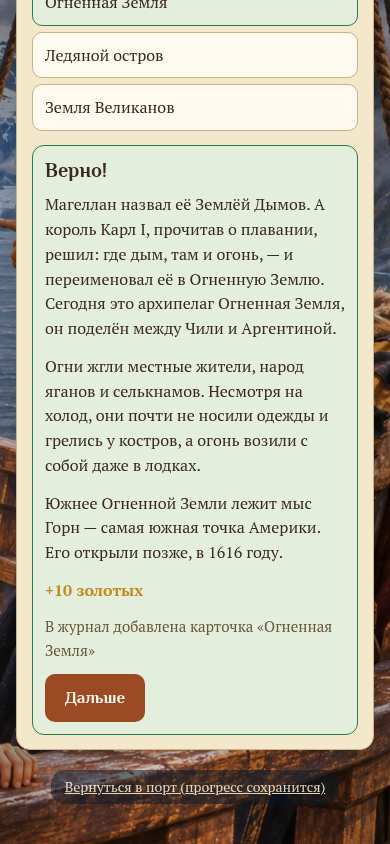 Огненная Земля
Ледяной остров
Земля Великанов
Верно!
Магеллан назвал её Землёй Дымов. А
король Карл I, прочитав о плавании,
решил: где дым, там и огонь, — и
переименовал её в Огненную Землю.
Сегодня это архипелаг Огненная Земля,
он поделён между Чили и Аргентиной.
Огни жгли местные жители, народ
яганов и селькнамов. Несмотря на
холод, они почти не носили одежды и
грелись у костров, а огонь возили с
собой даже в лодках.
Южнее Огненной Земли лежит мыс
Горн — самая южная точка Америки.
Его открыли позже, в 1616 году.
+10 золотых
В журнал добавлена карточка «Огненная
Земля»
Дальше
Вернуться в порт (прогресс сохранится)